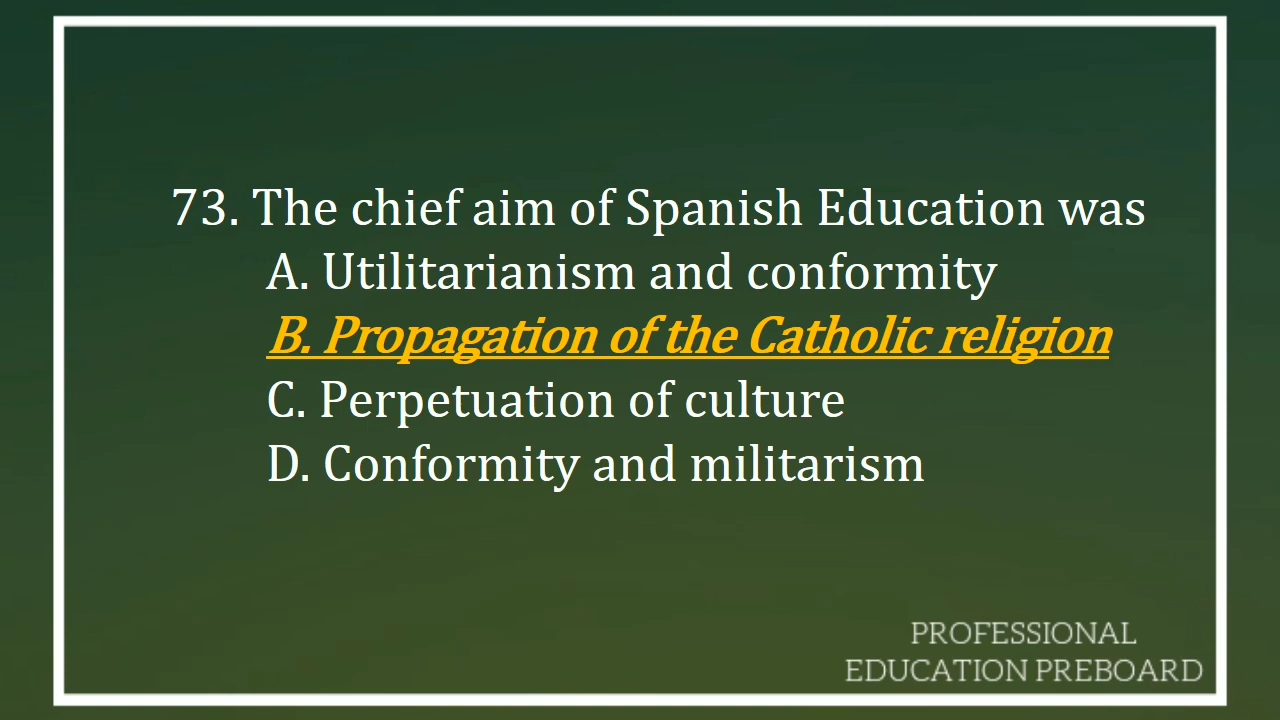 73. The chief aim of Spanish Education was
A. Utilitarianism and conformity
B. Propagation of the Catholic religion
C. Perpetuation of culture
D. Conformity and militarism
PROFESSIONAL
EDUCATION PREBOARD